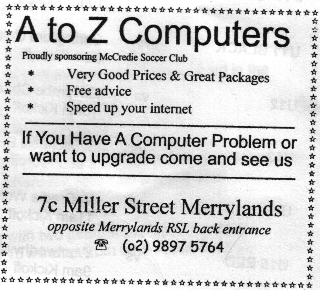 A to Z Computers
Proudly sponsoring McCredie Soccer Club
* Very Good Prices & Great Packages
* Free advice
* Speed up your internet
If You Have A Computer Problem or
want to upgrade come and see us
7c Miller Street Merrylands
opposite Merrylands RSL back entrance
☎ (02) 9897 5764